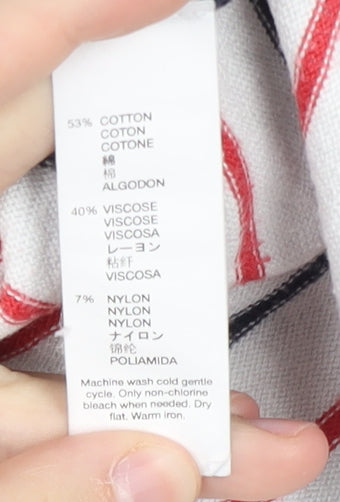 53% COTTON
COTON
COTONE
綿
棉
ALGODON
40% VISCOSE
VISCOSE
VISCOSA
レーヨン
粘纤
VISCOSA
7% NYLON
NYLON
NYLON
ナイロン
锦纶
POLIAMIDA
Machine wash cold gentle
cycle. Only non-chlorine
bleach when needed. Dry
flat. Warm iron.